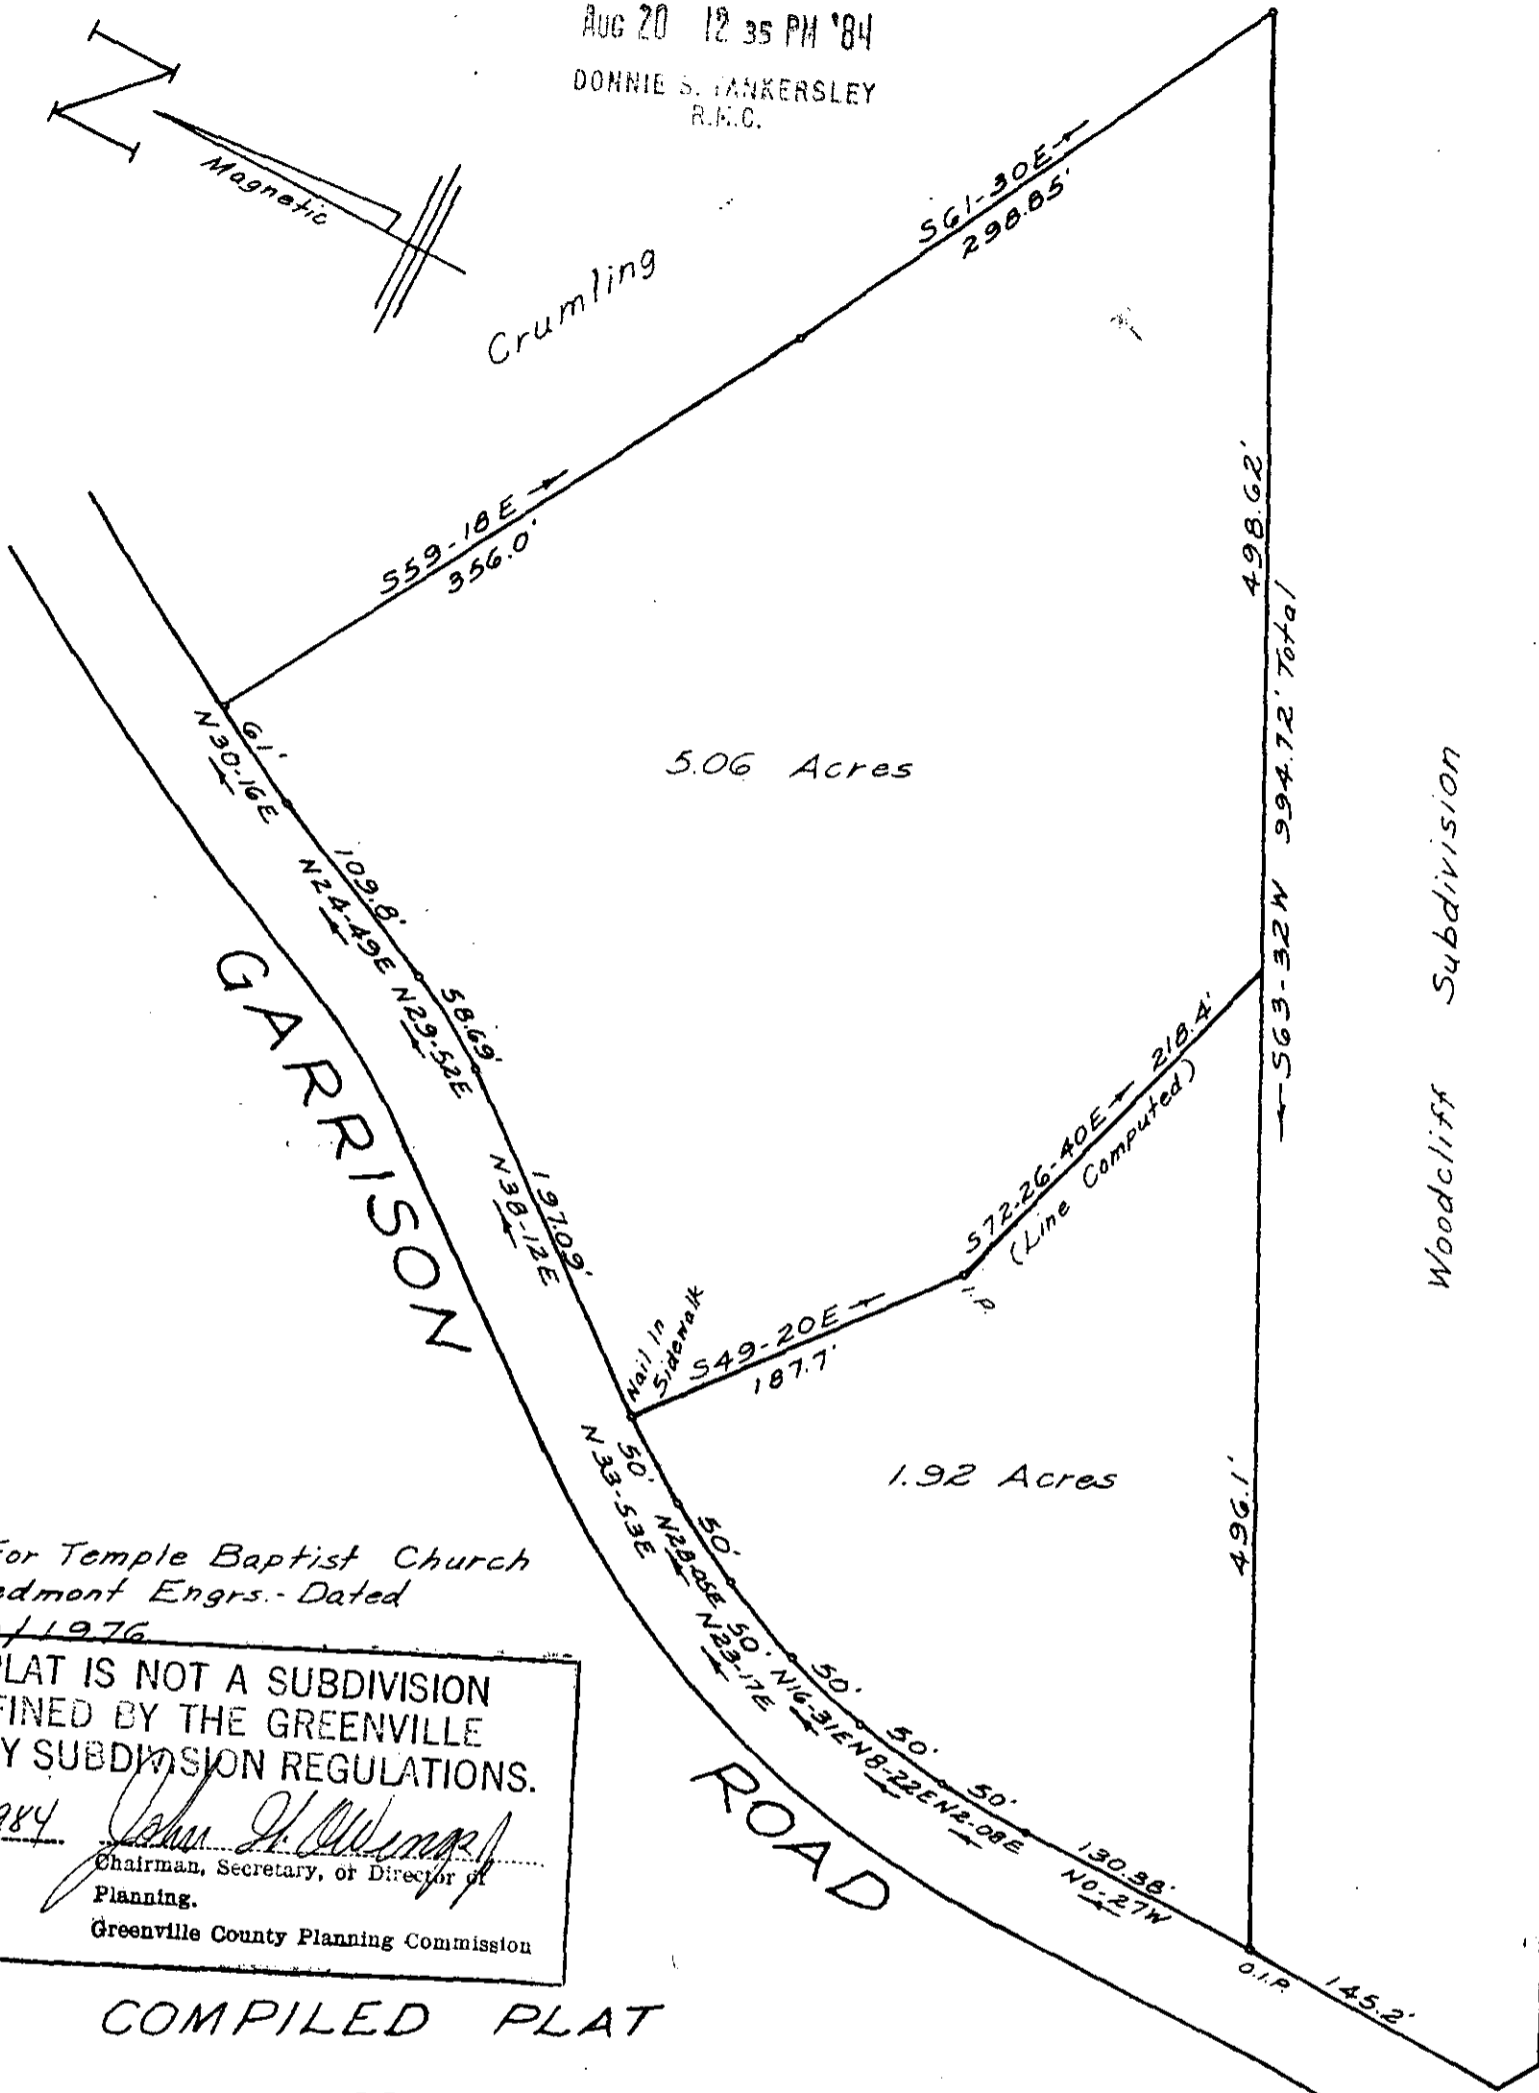 Aug 20 12 35 PM '84
DONNIE S. TANKERSLEY
R.M.C.
N
Magnetic
Crumling
S61-30E
298.85'
S59-18E
356.0'
498.62'
S63-32W 994.72' Total
496.1'
Woodcliff Subdivision
61'
N30-16E
5.06 Acres
109.8'
N24-49E
58.69'
N29-52E
197.09'
N38-12E
GARRISON
ROAD
S72-26-40E 218.4'
(Line Computed)
I.P.
Nail in
Sidewalk
S49-20E
187.7'
1.92 Acres
50'
N33-53E
50'
N28-05E
50'
N23-17E
50'
N16-31E
50'
N8-22E
50'
N2-08E
130.38'
N0-27W
O.I.P.
145.2'
For Temple Baptist Church
edmont Engrs.- Dated
1976
PLAT IS NOT A SUBDIVISION
FINED BY THE GREENVILLE
Y SUBDIVISION REGULATIONS.
984
Chairman, Secretary, or Director of
Planning.
Greenville County Planning Commission
COMPILED PLAT